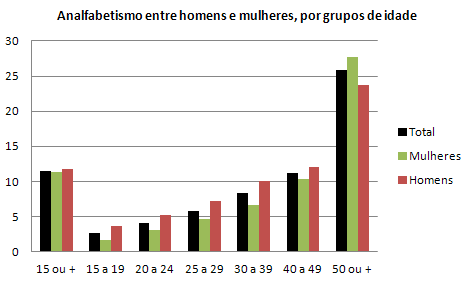 Analfabetismo entre homens e mulheres, por grupos de idade
30
25
20
15
10
5
0
15 ou + 15 a 19 20 a 24 25 a 29 30 a 39 40 a 49 50 ou +
Total
Mulheres
Homens